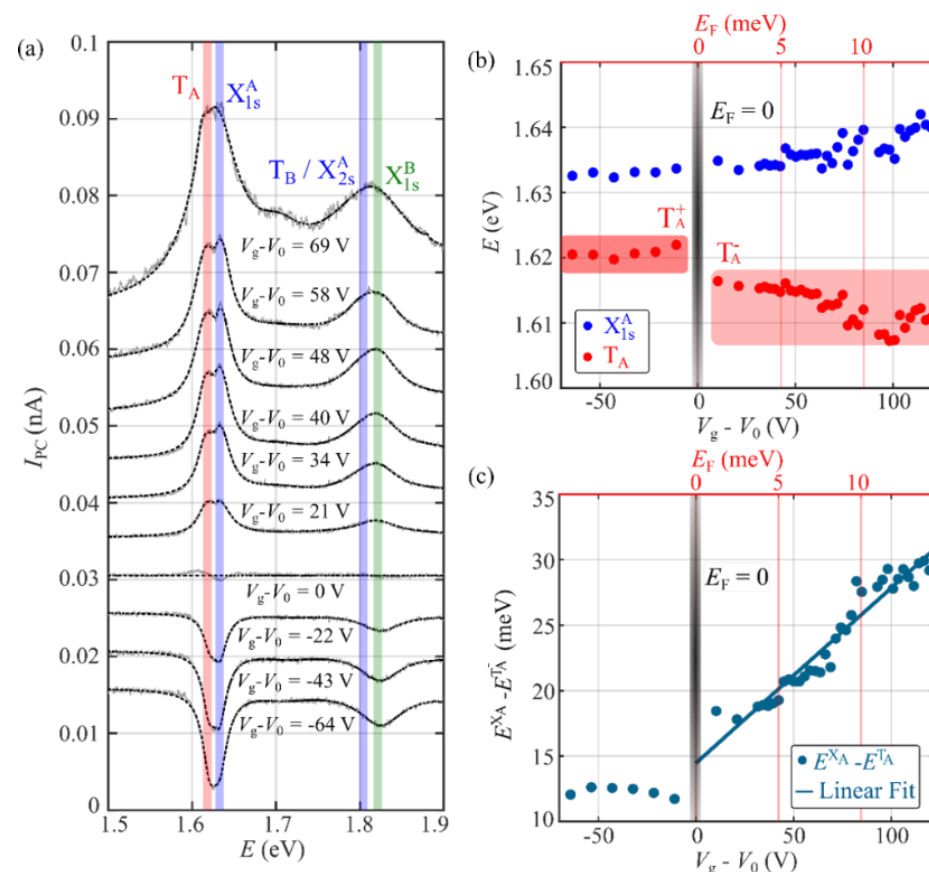 (a)
0.1
0.09
0.08
0.07
0.06
0.05
0.04
0.03
0.02
0.01
0
I_PC (nA)
T_A
X^A_1s
T_B / X^A_2s
X^B_1s
V_g-V_0 = 69 V
V_g-V_0 = 58 V
V_g-V_0 = 48 V
V_g-V_0 = 40 V
V_g-V_0 = 34 V
V_g-V_0 = 21 V
V_g-V_0 = 0 V
V_g-V_0 = -22 V
V_g-V_0 = -43 V
V_g-V_0 = -64 V
1.5 1.6 1.7 1.8 1.9
E (eV)
(b)
E_F (meV)
0 5 10
1.65
1.64
1.63
1.62
1.61
1.60
E (eV)
E_F = 0
T^+_A
T^-_A
X^A_1s
T_A
-50 0 50 100
V_g - V_0 (V)
(c)
E_F (meV)
0 5 10
35
30
25
20
15
10
E^X_A -E^T^-_A (meV)
E_F = 0
E^X_A -E^T_A
Linear Fit
-50 0 50 100
V_g - V_0 (V)